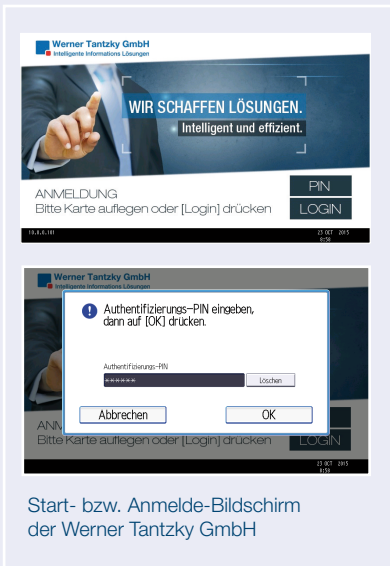 Werner Tantzky GmbH
Intelligente Informations Lösungen
WIR SCHAFFEN LÖSUNGEN.
Intelligent und effizient.
ANMELDUNG
Bitte Karte auflegen oder [Login] drücken
PIN
LOGIN
10.0.0.101
23 OCT 2015
8:58
Werner Tantzky GmbH
Intelligente Informations Lösungen
Authentifizierungs-PIN eingeben,
dann auf [OK] drücken.
Authentifizierungs-PIN
******
Löschen
Abbrechen
OK
ANM
Bitte Karte auflegen oder [Login] drücken
LOGIN
23 OCT 2015
8:58
Start- bzw. Anmelde-Bildschirm
der Werner Tantzky GmbH